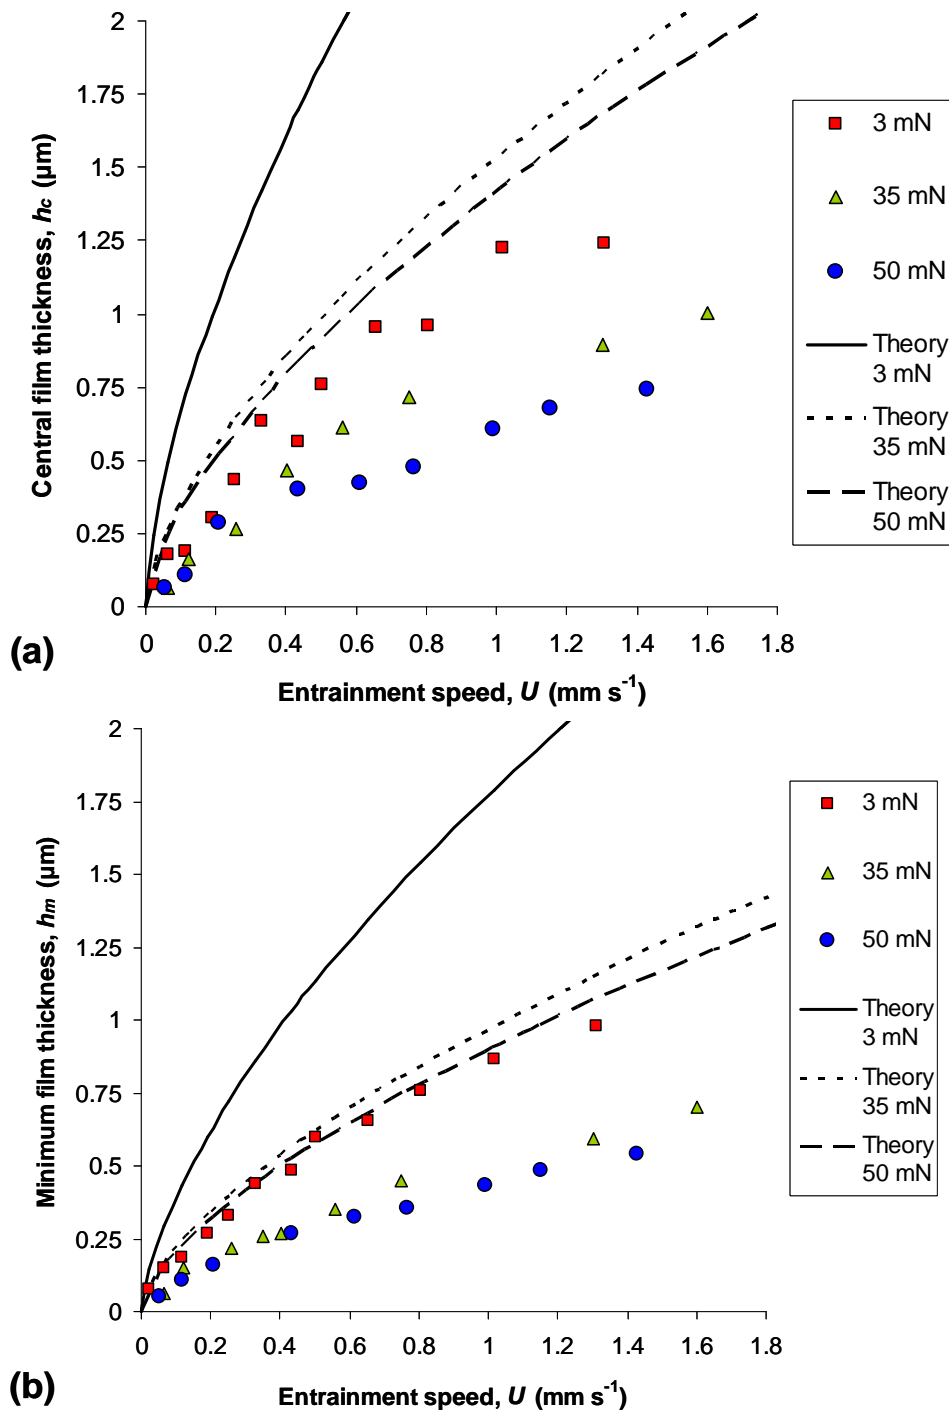 2
1.75
1.5
1.25
1
0.75
0.5
0.25
0
0 0.2 0.4 0.6 0.8 1 1.2 1.4 1.6 1.8
Central film thickness, hc (µm)
Entrainment speed, U (mm s⁻¹)
(a)
3 mN
35 mN
50 mN
Theory
3 mN
Theory
35 mN
Theory
50 mN
2
1.75
1.5
1.25
1
0.75
0.5
0.25
0
0 0.2 0.4 0.6 0.8 1 1.2 1.4 1.6 1.8
Minimum film thickness, hm (µm)
Entrainment speed, U (mm s⁻¹)
(b)
3 mN
35 mN
50 mN
Theory
3 mN
Theory
35 mN
Theory
50 mN